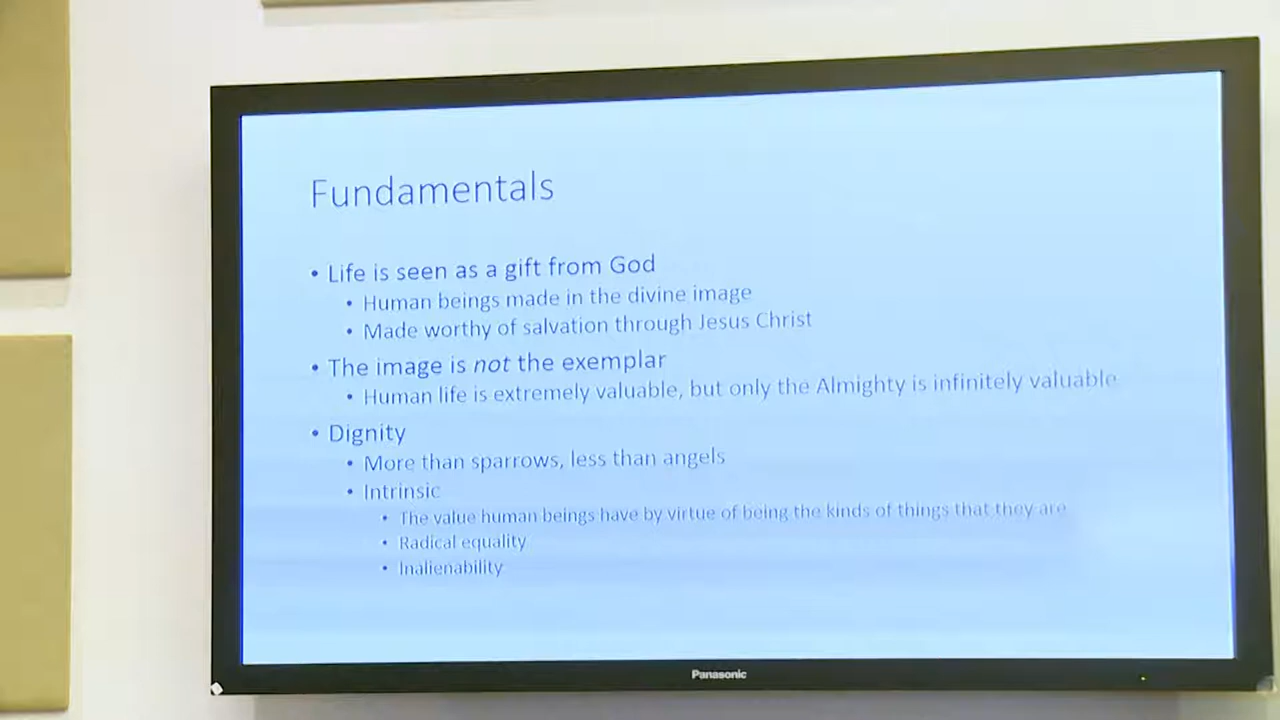 Fundamentals
• Life is seen as a gift from God
• Human beings made in the divine image
• Made worthy of salvation through Jesus Christ
• The image is not the exemplar
• Human life is extremely valuable, but only the Almighty is infinitely valuable
• Dignity
• More than sparrows, less than angels
• Intrinsic
• The value human beings have by virtue of being the kinds of things that they are
• Radical equality
• Inalienability
Panasonic